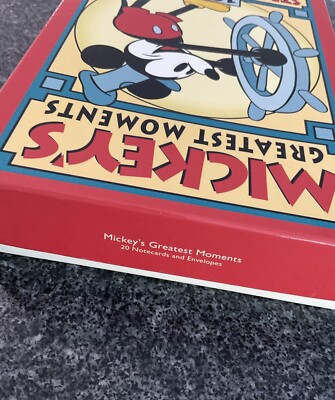 MICKEY'S
GREATEST MOMENTS
Mickey's Greatest Moments
20 Notecards and Envelopes